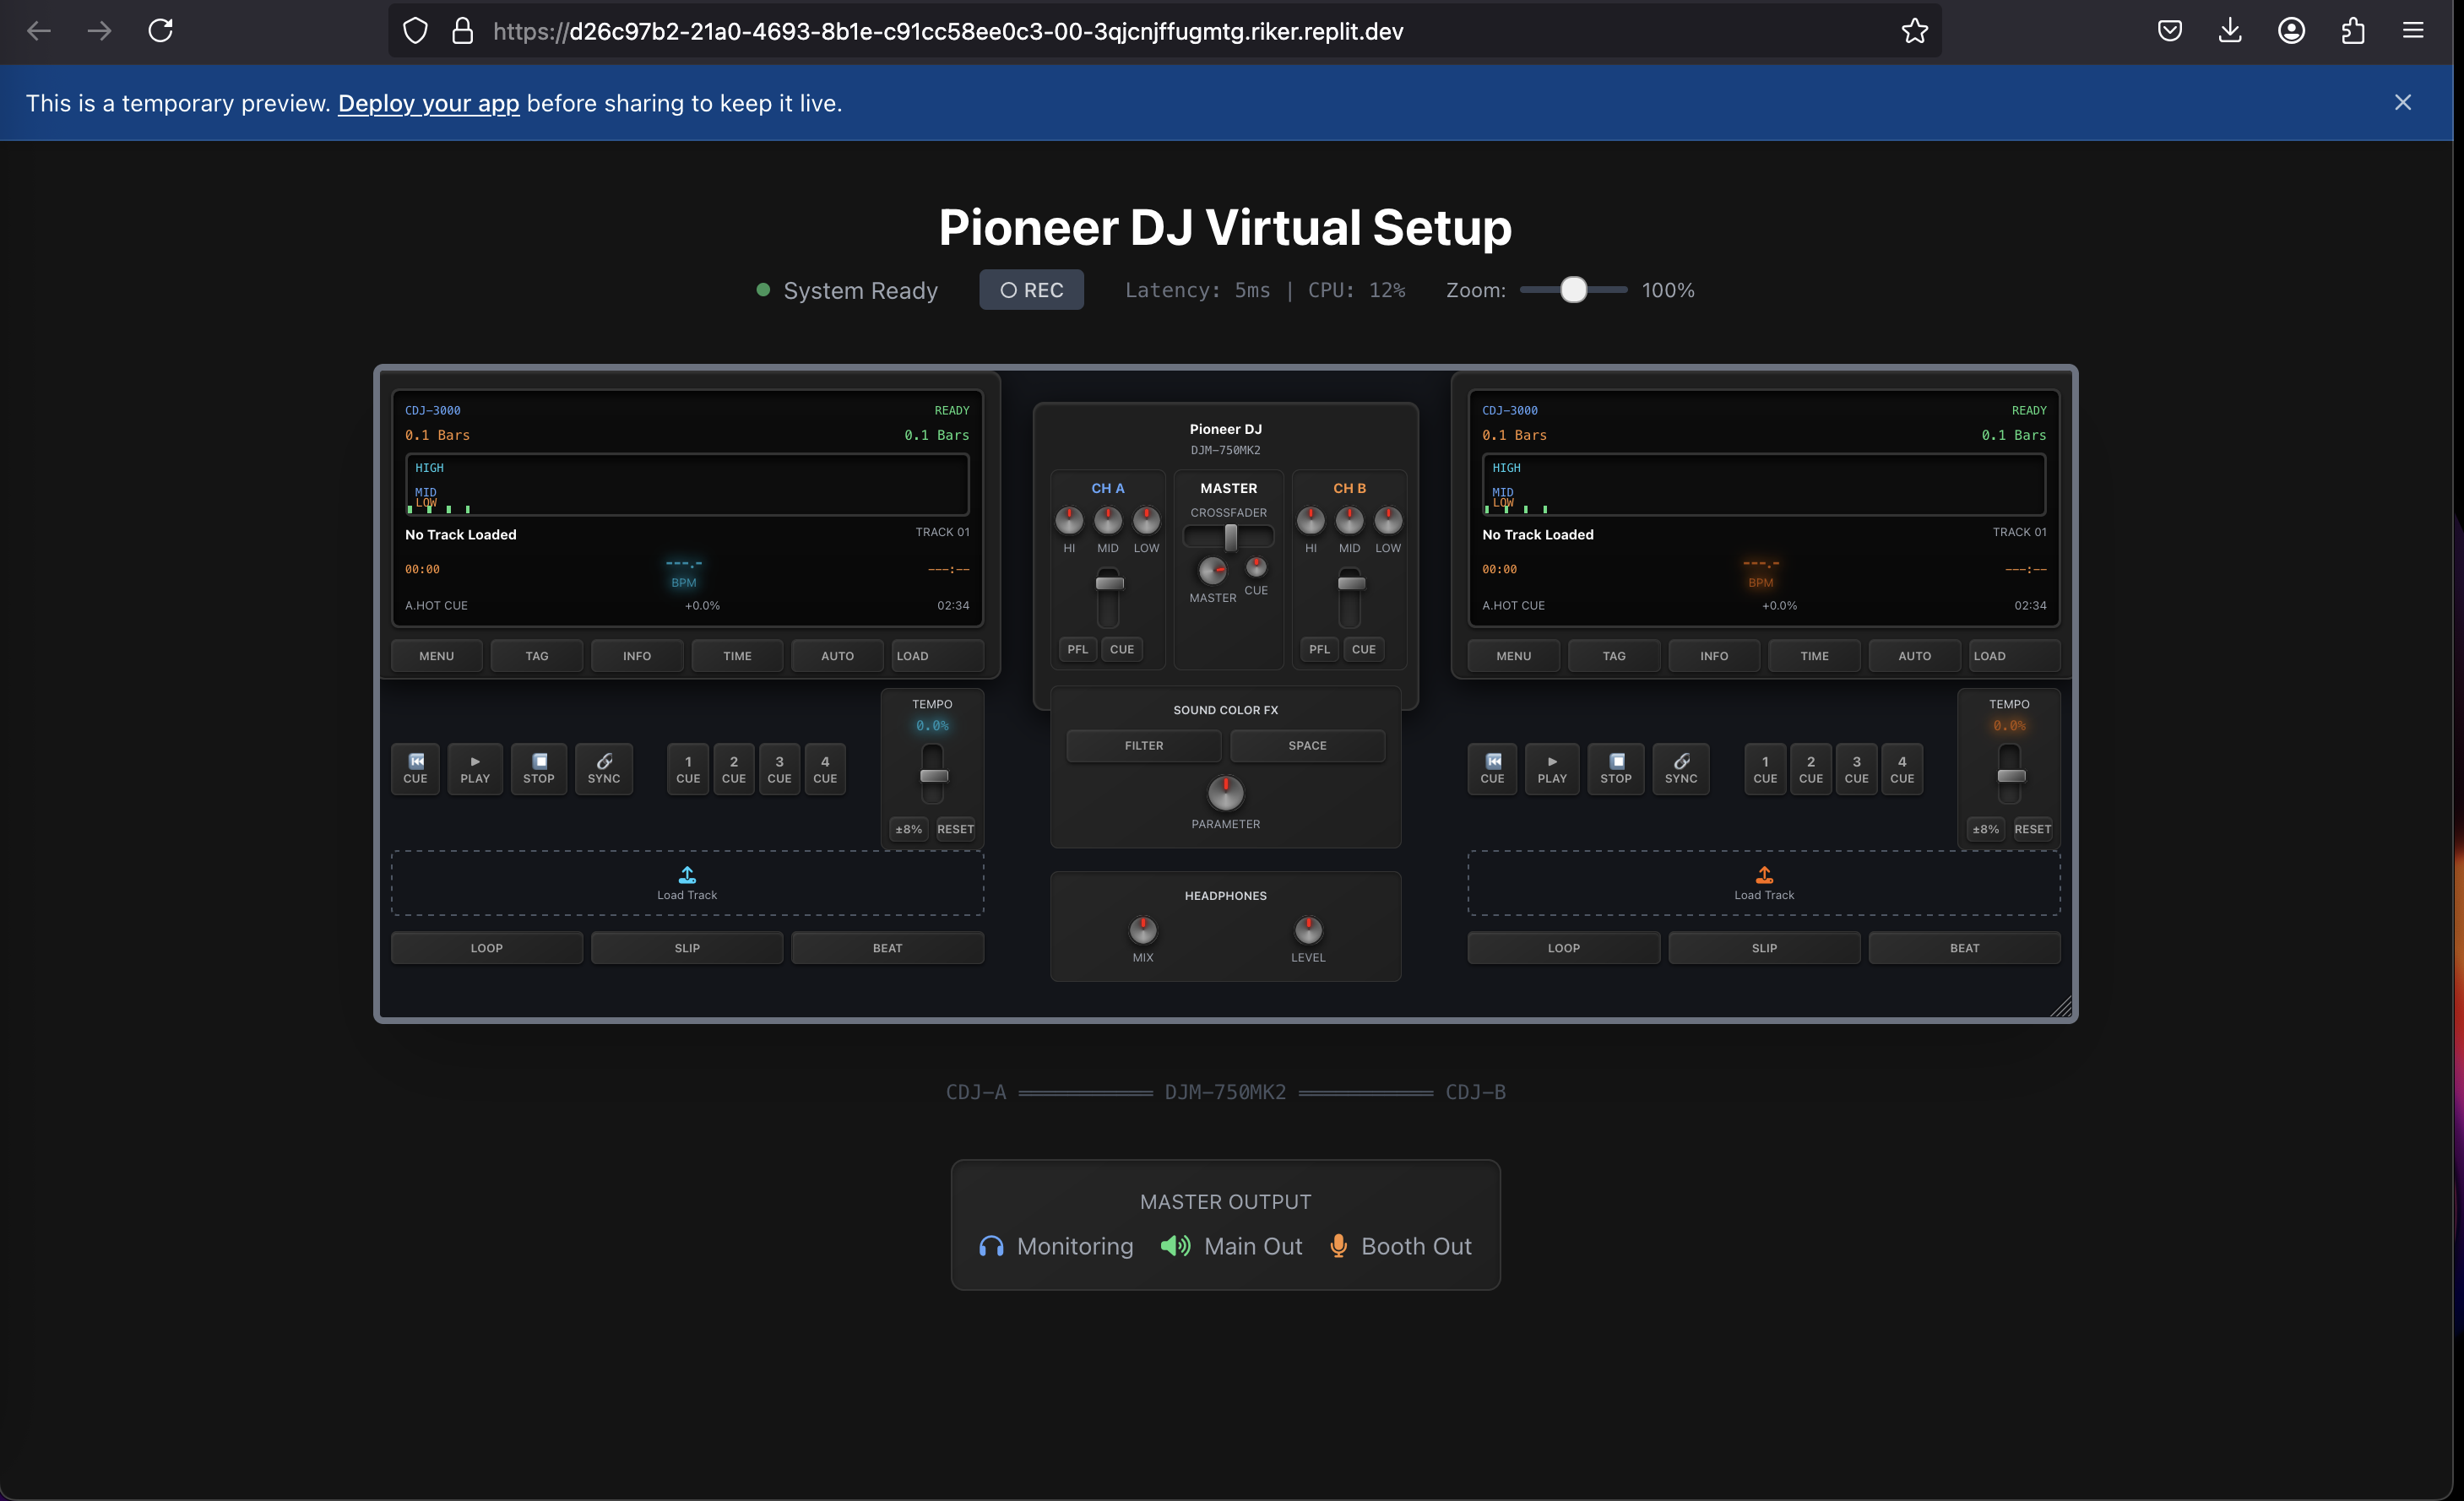 https://d26c97b2-21a0-4693-8b1e-c91cc58ee0c3-00-3qjcnjffugmtg.riker.replit.dev
This is a temporary preview. Deploy your app before sharing to keep it live.
Pioneer DJ Virtual Setup
System Ready
REC
Latency: 5ms | CPU: 12%
Zoom:
100%
CDJ-3000
READY
0.1 Bars
0.1 Bars
HIGH
MID
LOW
No Track Loaded
TRACK 01
00:00
---.-
BPM
---:--
A.HOT CUE
+0.0%
02:34
MENU
TAG
INFO
TIME
AUTO
LOAD
TEMPO
0.0%
CUE
PLAY
STOP
SYNC
1 CUE
2 CUE
3 CUE
4 CUE
±8%
RESET
Load Track
LOOP
SLIP
BEAT
Pioneer DJ
DJM-750MK2
CH A
HI
MID
LOW
PFL
CUE
MASTER
CROSSFADER
MASTER
CUE
CH B
HI
MID
LOW
PFL
CUE
SOUND COLOR FX
FILTER
SPACE
PARAMETER
HEADPHONES
MIX
LEVEL
CDJ-3000
READY
0.1 Bars
0.1 Bars
HIGH
MID
LOW
No Track Loaded
TRACK 01
00:00
---.-
BPM
---:--
A.HOT CUE
+0.0%
02:34
MENU
TAG
INFO
TIME
AUTO
LOAD
TEMPO
0.0%
CUE
PLAY
STOP
SYNC
1 CUE
2 CUE
3 CUE
4 CUE
±8%
RESET
Load Track
LOOP
SLIP
BEAT
CDJ-A
DJM-750MK2
CDJ-B
MASTER OUTPUT
Monitoring
Main Out
Booth Out